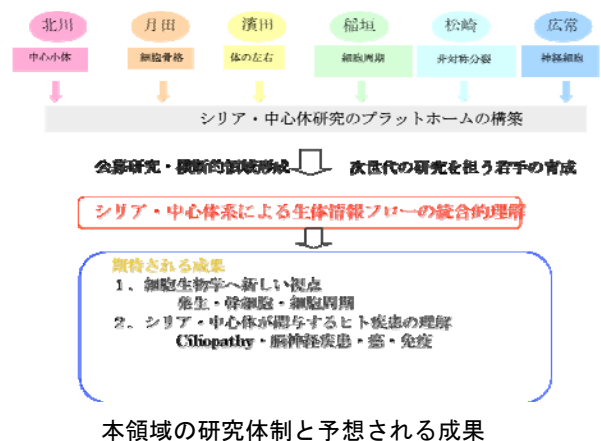 北川 月田 濱田 稲垣 松崎 広常
中心小体 細胞骨格 体の左右 細胞周期 非対称分裂 神経細胞
シリア・中心体研究のプラットホームの構築
公募研究・横断的領域形成 次世代の研究を担う若手の育成
シリア・中心体系による生体情報フローの統合的理解
期待される成果
１、細胞生物学へ新しい視点
発生・幹細胞・細胞周期
２、シリア・中心体が関与するヒト疾患の理解
Ciliopathy・脳神経疾患・癌・免疫
本領域の研究体制と予想される成果